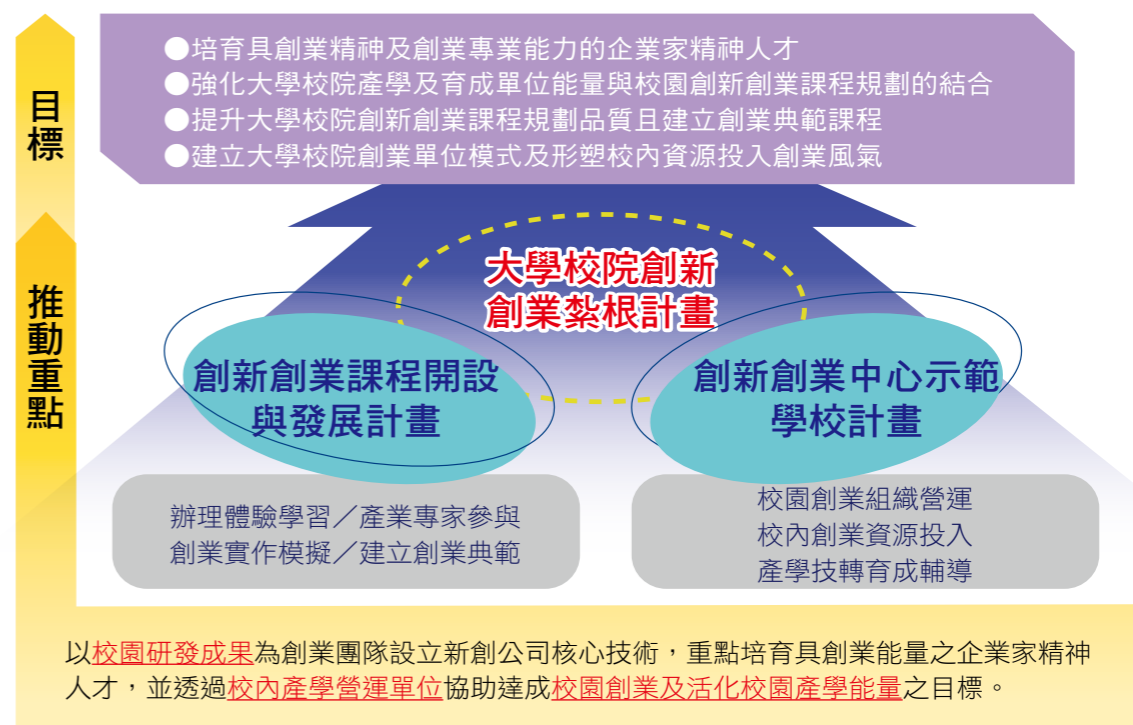 目標
●培育具創業精神及創業專業能力的企業家精神人才
●強化大學校院產學及育成單位能量與校園創新創業課程規劃的結合
●提升大學校院創新創業課程規劃品質且建立創業典範課程
●建立大學校院創業單位模式及形塑校內資源投入創業風氣
推動重點
大學校院創新
創業紮根計畫
創新創業課程開設
與發展計畫
創新創業中心示範
學校計畫
辦理體驗學習／產業專家參與
創業實作模擬／建立創業典範
校園創業組織營運
校內創業資源投入
產學技轉育成輔導
以校園研發成果為創業團隊設立新創公司核心技術，重點培育具創業能量之企業家精神
人才，並透過校內產學營運單位協助達成校園創業及活化校園產學能量之目標。